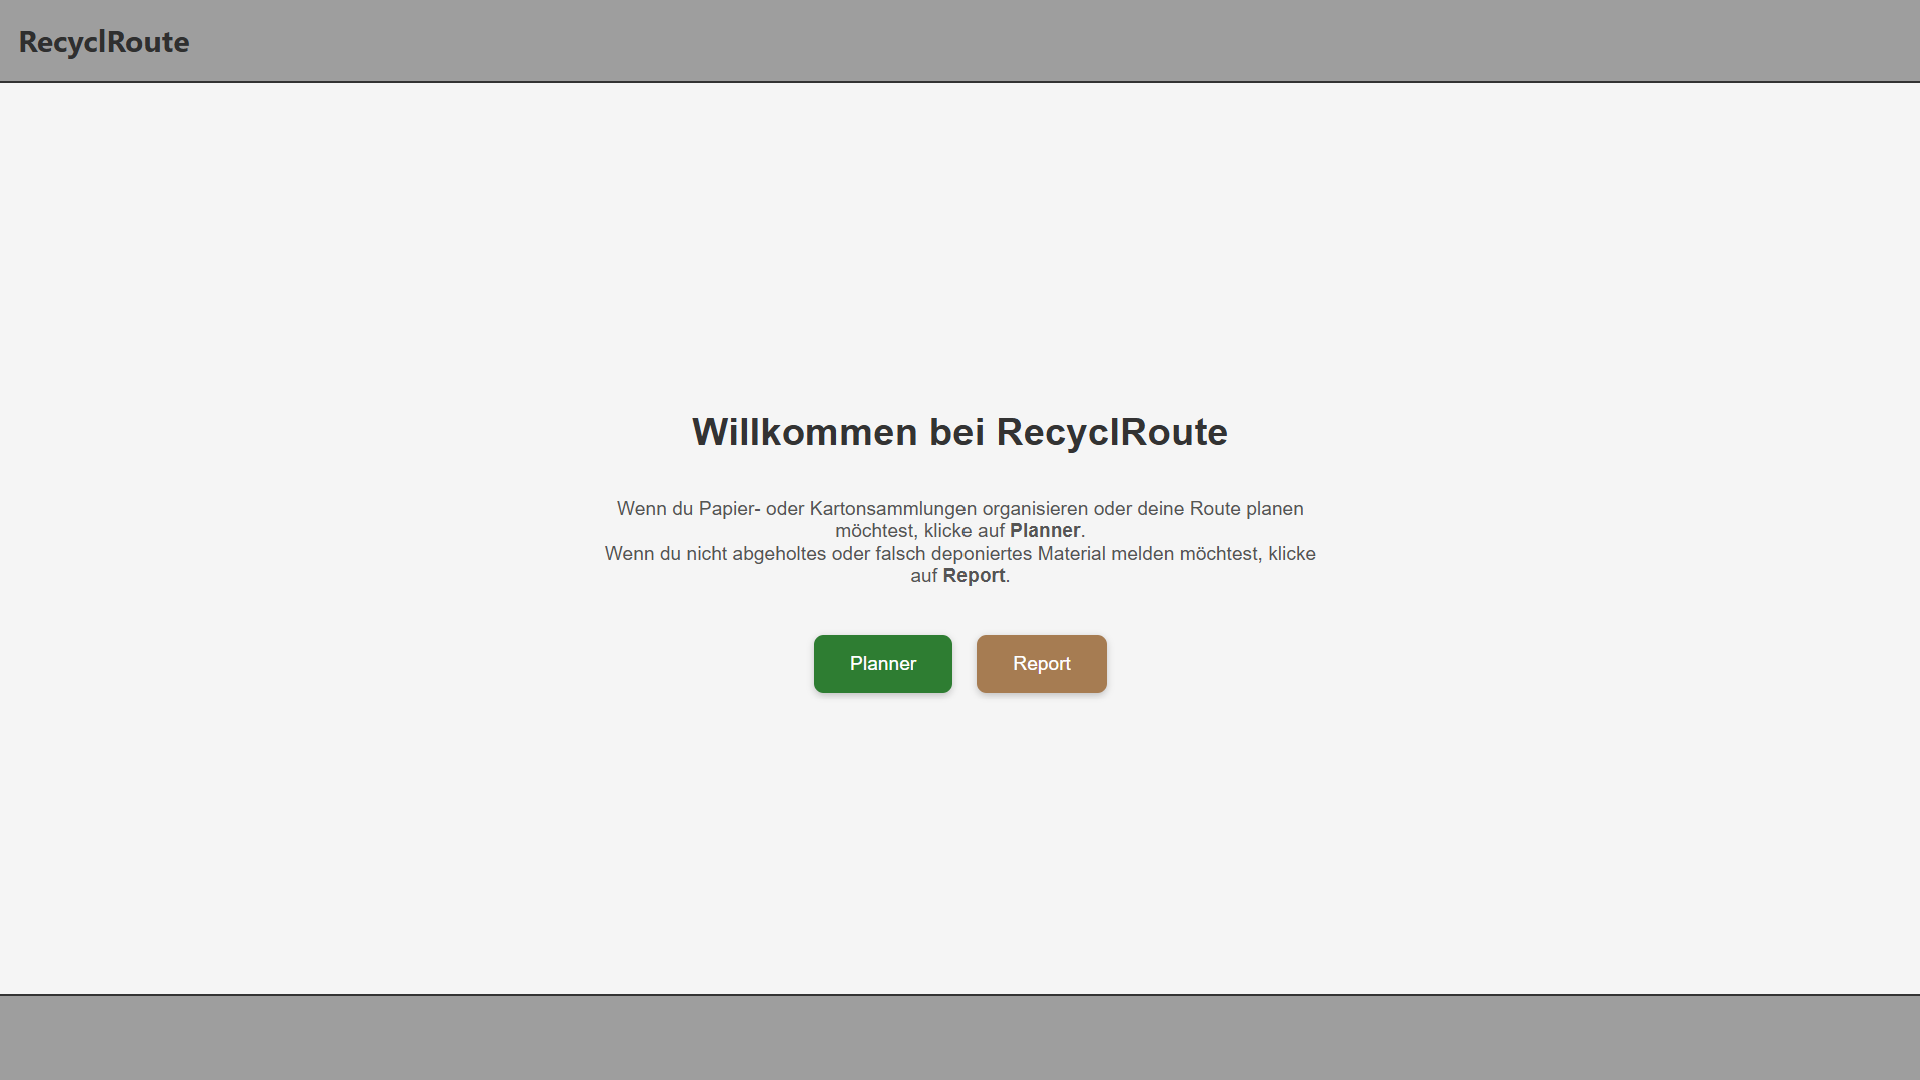 RecyclRoute
Willkommen bei RecyclRoute
Wenn du Papier- oder Kartonsammlungen organisieren oder deine Route planen
möchtest, klicke auf Planner.
Wenn du nicht abgeholtes oder falsch deponiertes Material melden möchtest, klicke
auf Report.
Planner
Report